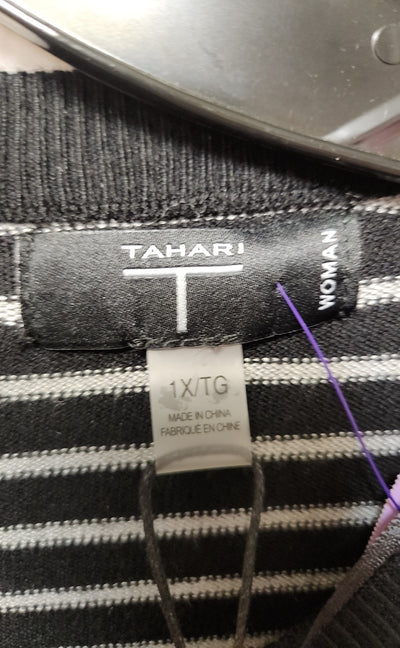 TAHARI
T
WOMAN
1X/TG
MADE IN CHINA
FABRIQUÉ EN CHINE